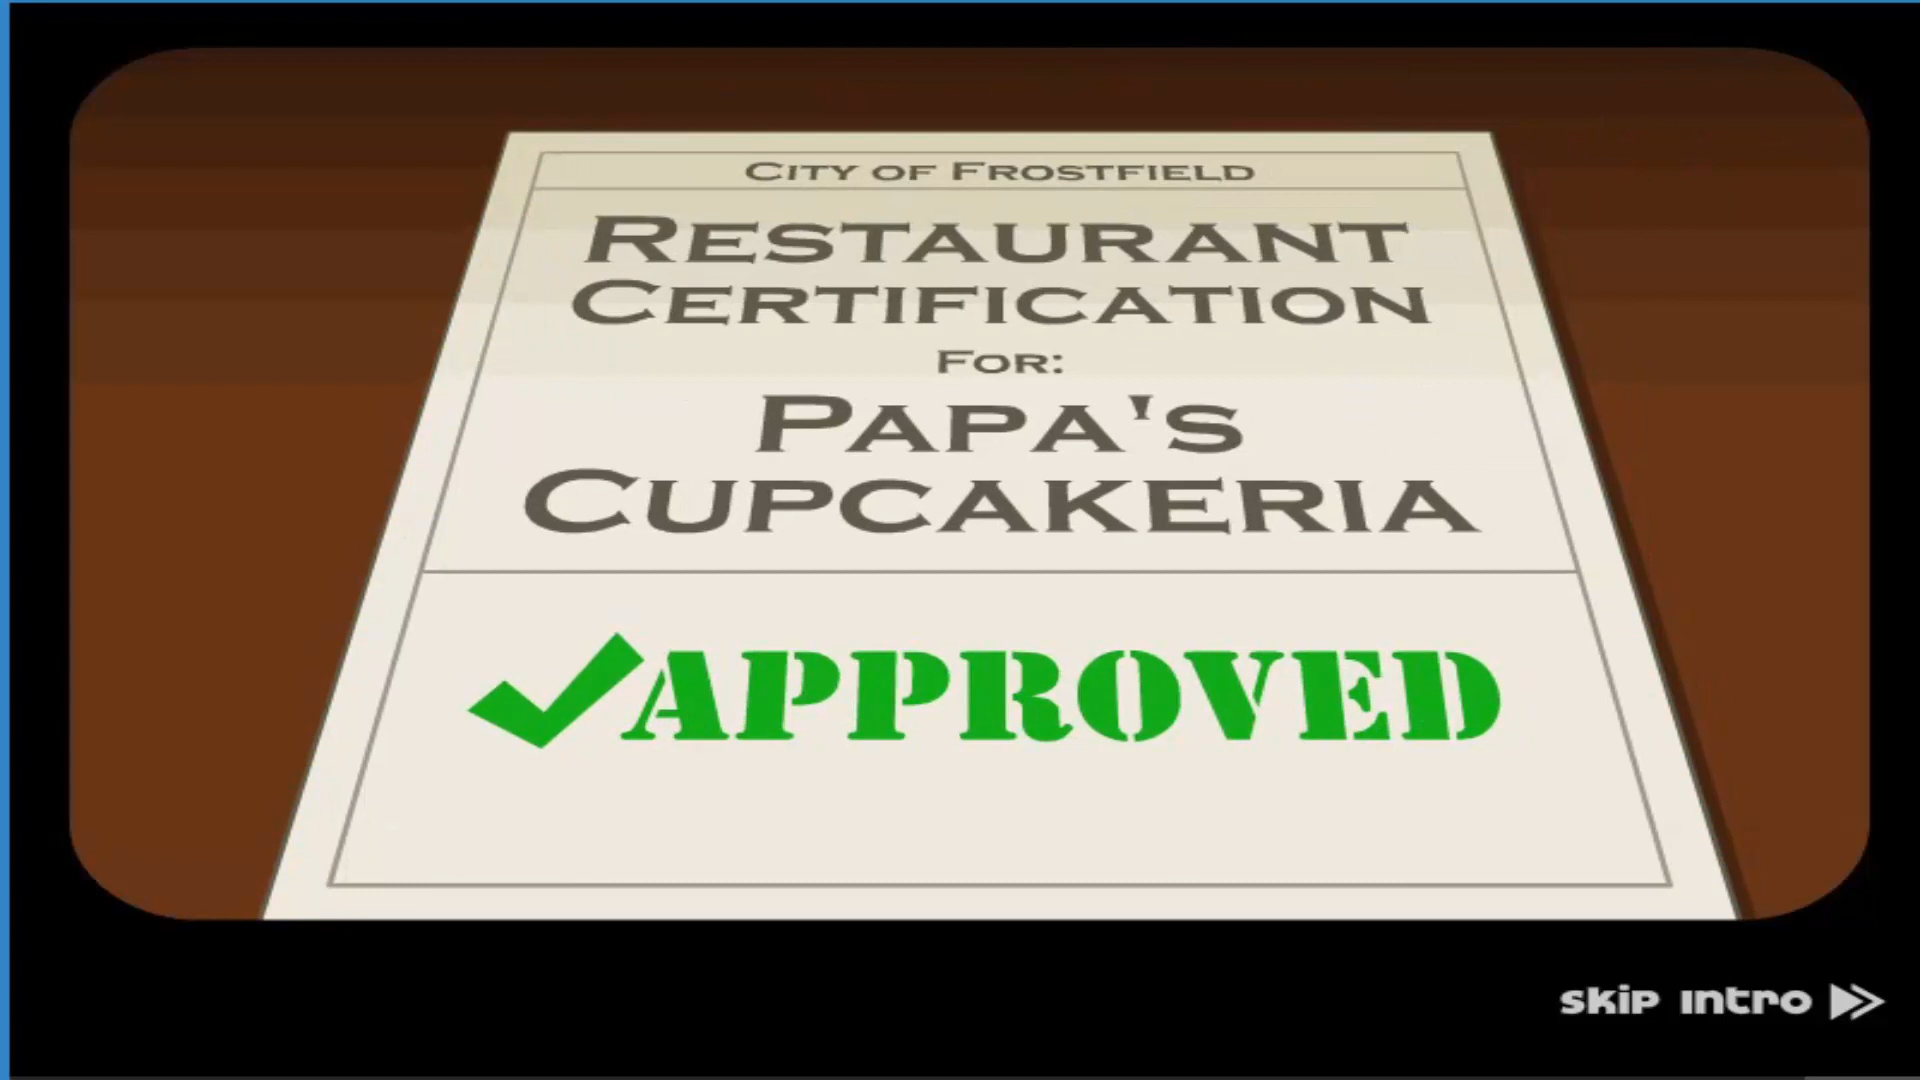 City of Frostfield
Restaurant
Certification
For:
Papa's
Cupcakeria
APPROVED
skip intro